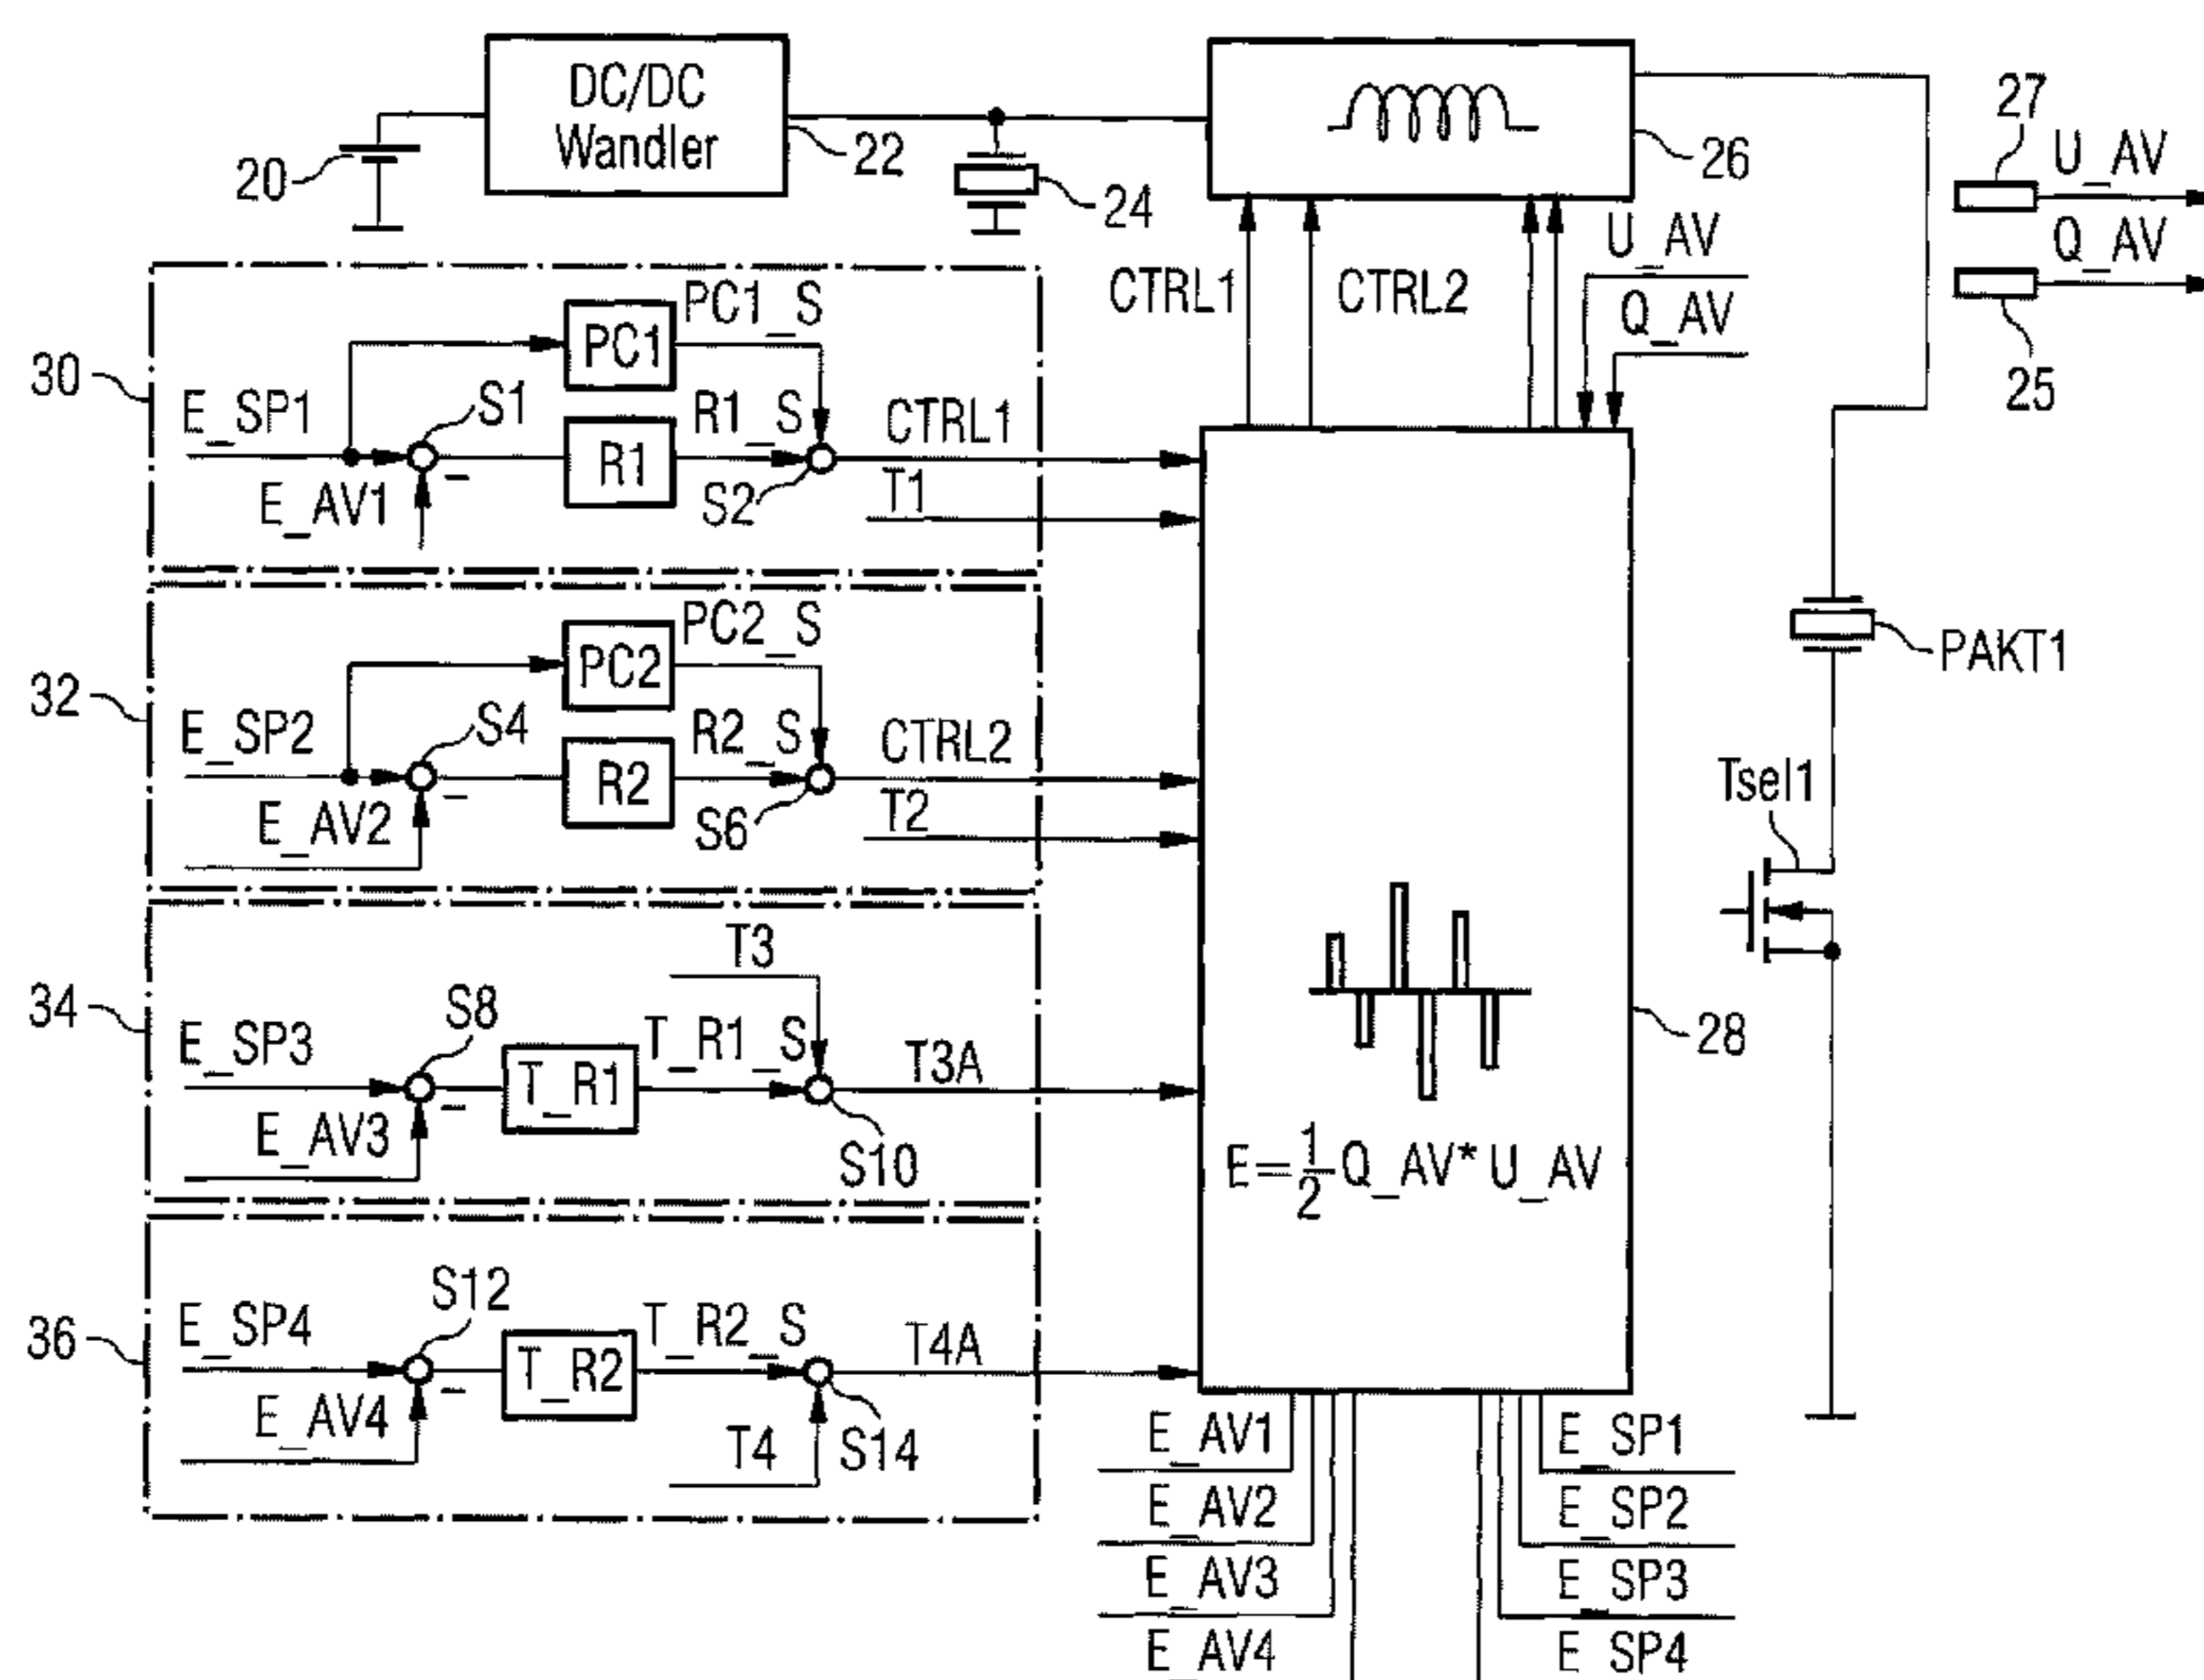 DC/DC
Wandler
20
22
24
26
27
U_AV
Q_AV
25
CTRL1
CTRL2
U_AV
Q_AV
30
E_SP1
E_AV1
S1
PC1
PC1_S
R1
R1_S
S2
CTRL1
T1
32
E_SP2
E_AV2
S4
PC2
PC2_S
R2
R2_S
S6
CTRL2
T2
34
E_SP3
E_AV3
S8
T_R1
T_R1_S
T3
S10
T3A
36
E_SP4
E_AV4
S12
T_R2
T_R2_S
T4
S14
T4A
E=1/2 Q_AV* U_AV
28
PAKT1
Tsel1
E_AV1
E_AV2
E_AV3
E_AV4
E_SP1
E_SP2
E_SP3
E_SP4